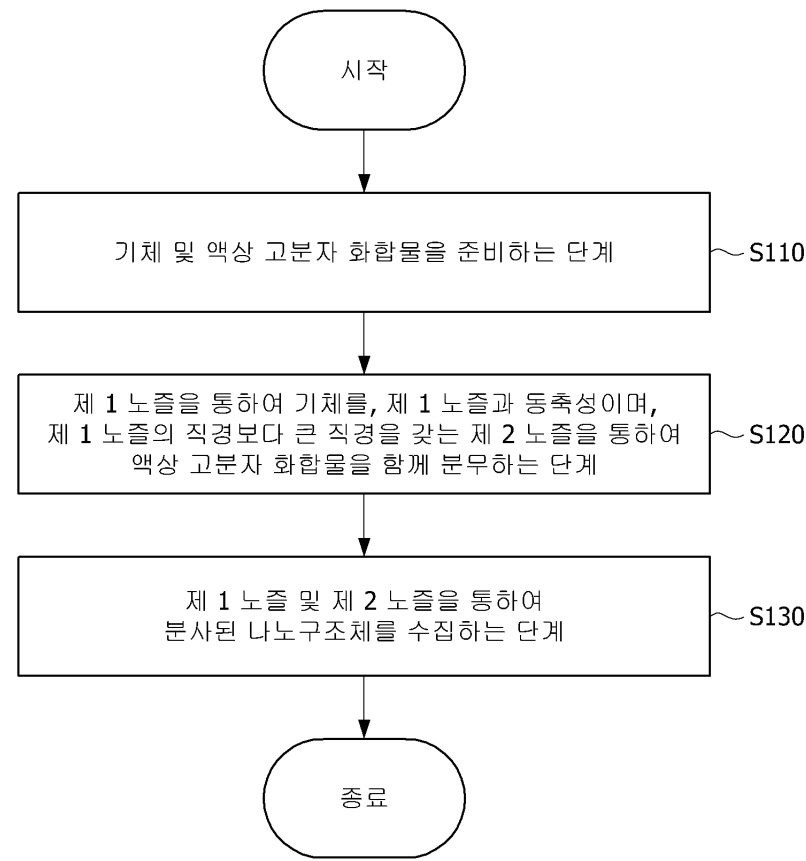 시작
기체 및 액상 고분자 화합물을 준비하는 단계
S110
제 1 노즐을 통하여 기체를, 제 1 노즐과 동축성이며,
제 1 노즐의 직경보다 큰 직경을 갖는 제 2 노즐을 통하여
액상 고분자 화합물을 함께 분무하는 단계
S120
제 1 노즐 및 제 2 노즐을 통하여
분사된 나노구조체를 수집하는 단계
S130
종료